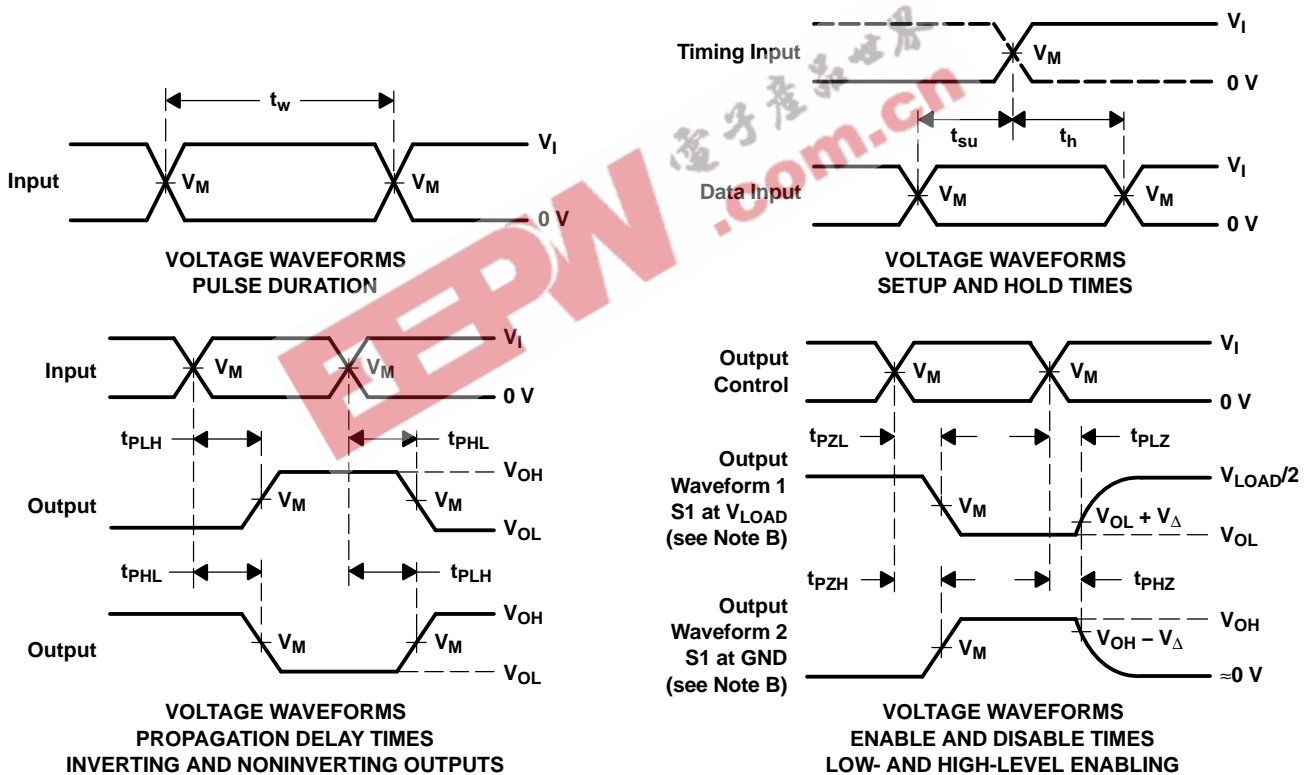 t_w
Input
V_M
V_M
V_I
0 V
VOLTAGE WAVEFORMS
PULSE DURATION
Timing Input
V_M
V_I
0 V
t_su
t_h
Data Input
V_M
V_M
V_I
0 V
VOLTAGE WAVEFORMS
SETUP AND HOLD TIMES
Input
V_M
V_M
V_I
0 V
t_PLH
t_PHL
Output
V_M
V_M
V_OH
V_OL
t_PHL
t_PLH
Output
V_M
V_M
V_OH
V_OL
VOLTAGE WAVEFORMS
PROPAGATION DELAY TIMES
INVERTING AND NONINVERTING OUTPUTS
Output
Control
V_M
V_M
V_I
0 V
t_PZL
t_PLZ
Output
Waveform 1
S1 at V_LOAD
(see Note B)
V_M
V_LOAD/2
V_OL + V_Δ
V_OL
t_PZH
t_PHZ
Output
Waveform 2
S1 at GND
(see Note B)
V_M
V_OH
V_OH − V_Δ
≈0 V
VOLTAGE WAVEFORMS
ENABLE AND DISABLE TIMES
LOW- AND HIGH-LEVEL ENABLING
EEPW
.com.cn
電子産品世界